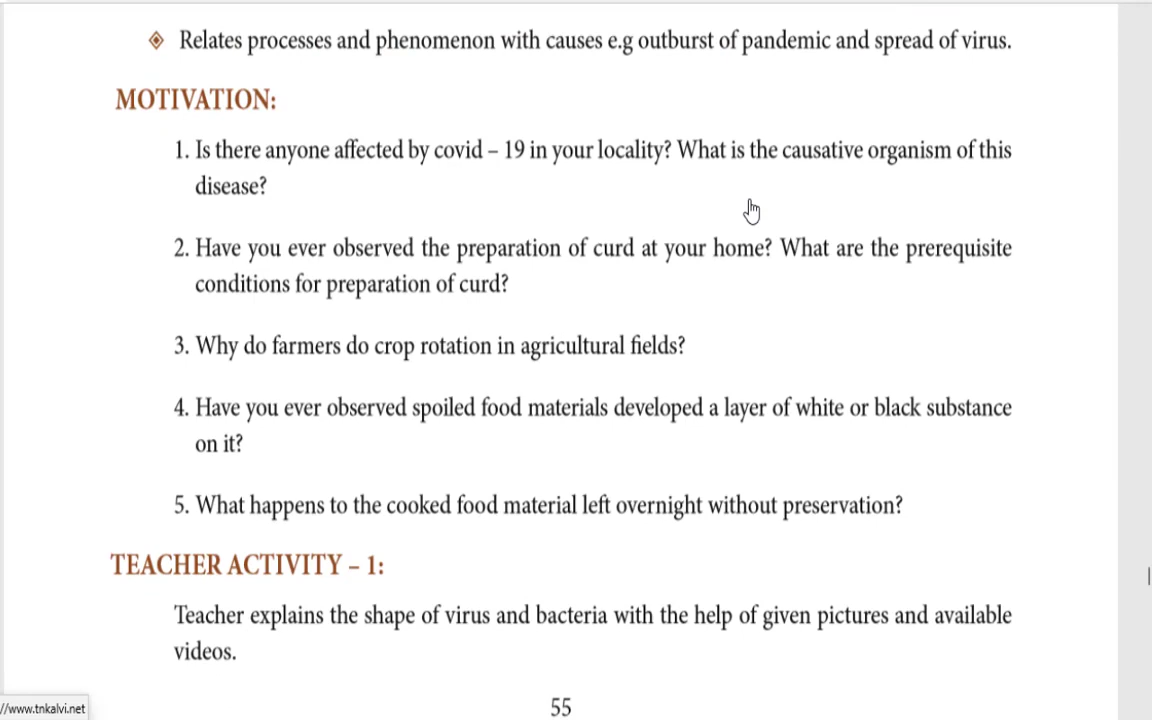 Relates processes and phenomenon with causes e.g outburst of pandemic and spread of virus.
MOTIVATION:
1. Is there anyone affected by covid – 19 in your locality? What is the causative organism of this
disease?
2. Have you ever observed the preparation of curd at your home? What are the prerequisite
conditions for preparation of curd?
3. Why do farmers do crop rotation in agricultural fields?
4. Have you ever observed spoiled food materials developed a layer of white or black substance
on it?
5. What happens to the cooked food material left overnight without preservation?
TEACHER ACTIVITY – 1:
Teacher explains the shape of virus and bacteria with the help of given pictures and available
videos.
//www.tnkalvi.net
55